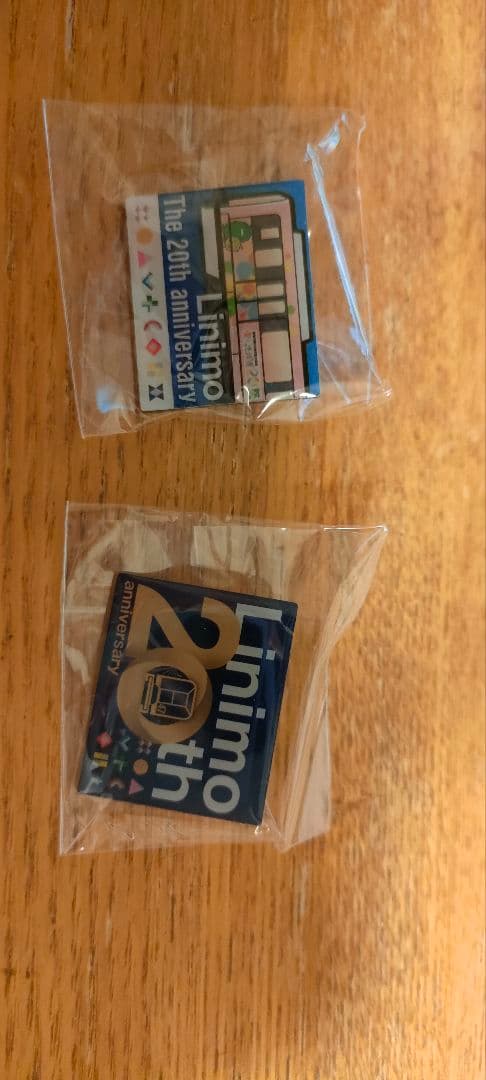 Linimo
The 20th anniversary
Linimo
20th
anniversary